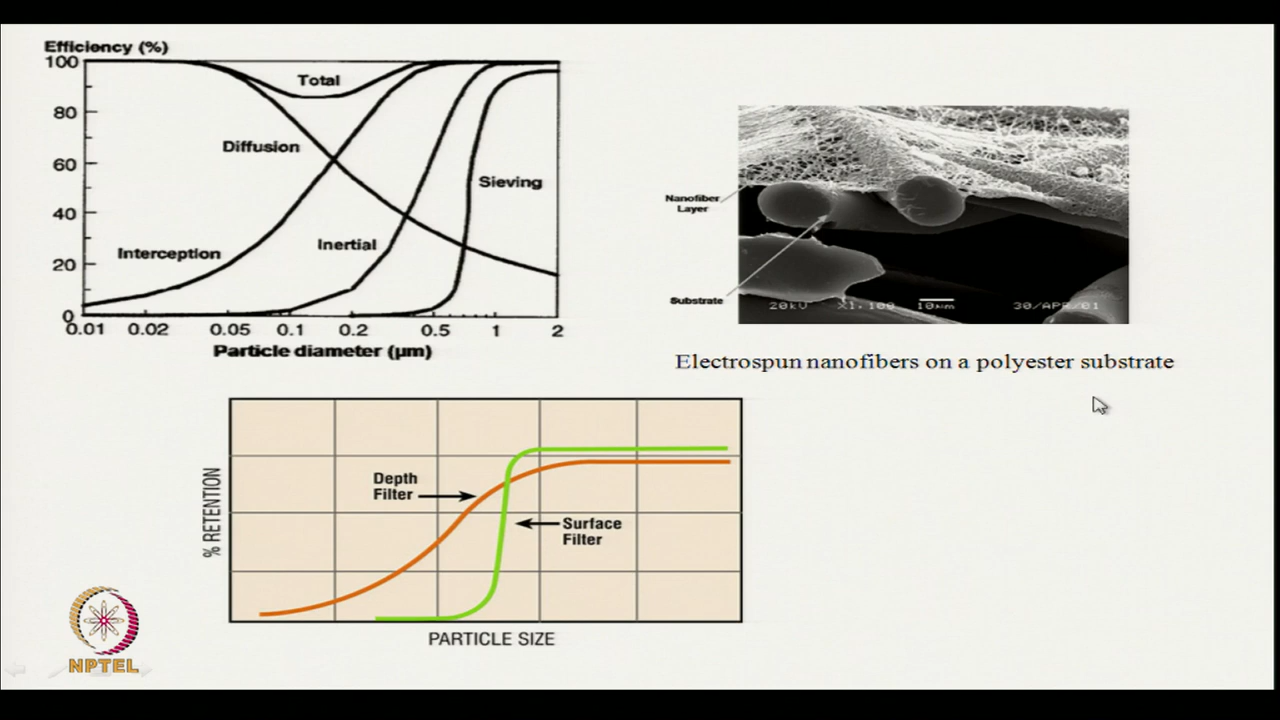 Efficiency (%)
100
80
60
40
20
0
Total
Diffusion
Interception
Inertial
Sieving
0.01 0.02 0.05 0.1 0.2 0.5 1 2
Particle diameter (μm)
Nanofiber
Layer
Substrate
20kV X1,100 10μm 30/APR/01
Electrospun nanofibers on a polyester substrate
% RETENTION
Depth
Filter
Surface
Filter
PARTICLE SIZE
NPTEL